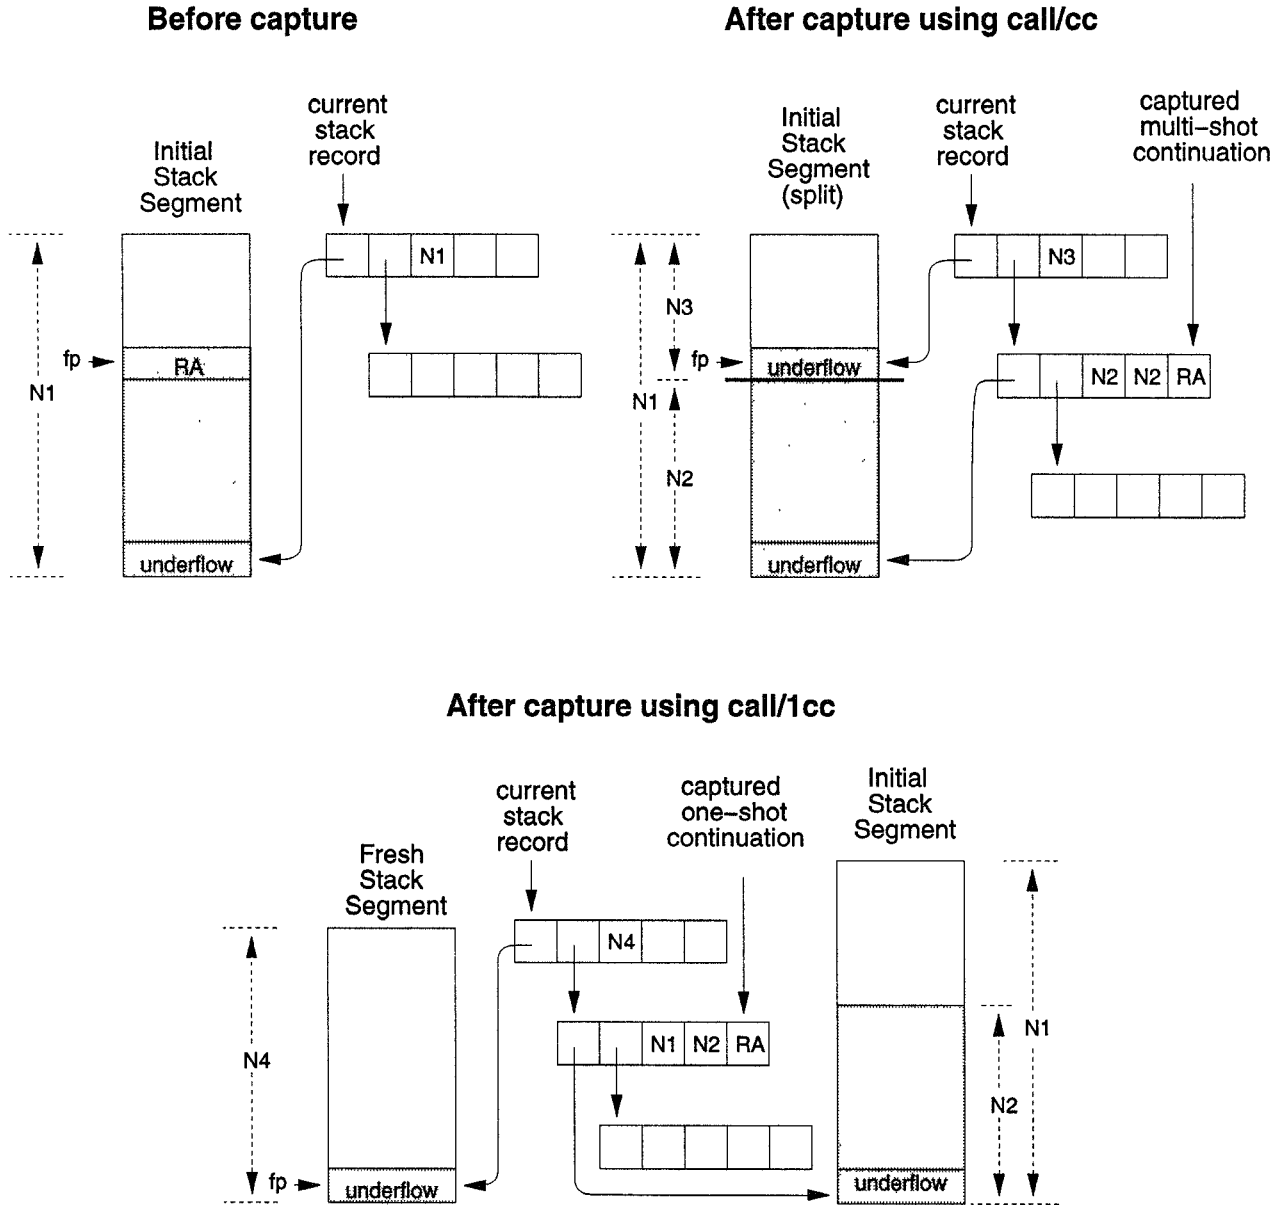 Before capture
After capture using call/cc
current
stack
record
Initial
Stack
Segment
N1
fp
RA
N1
underflow
Initial
Stack
Segment
(split)
current
stack
record
captured
multi-shot
continuation
N3
N3
fp
underflow
N1
N2
N2
RA
N2
underflow
After capture using call/1cc
current
stack
record
captured
one-shot
continuation
Initial
Stack
Segment
Fresh
Stack
Segment
N4
N1
N2
RA
N1
N4
N2
fp
underflow
underflow